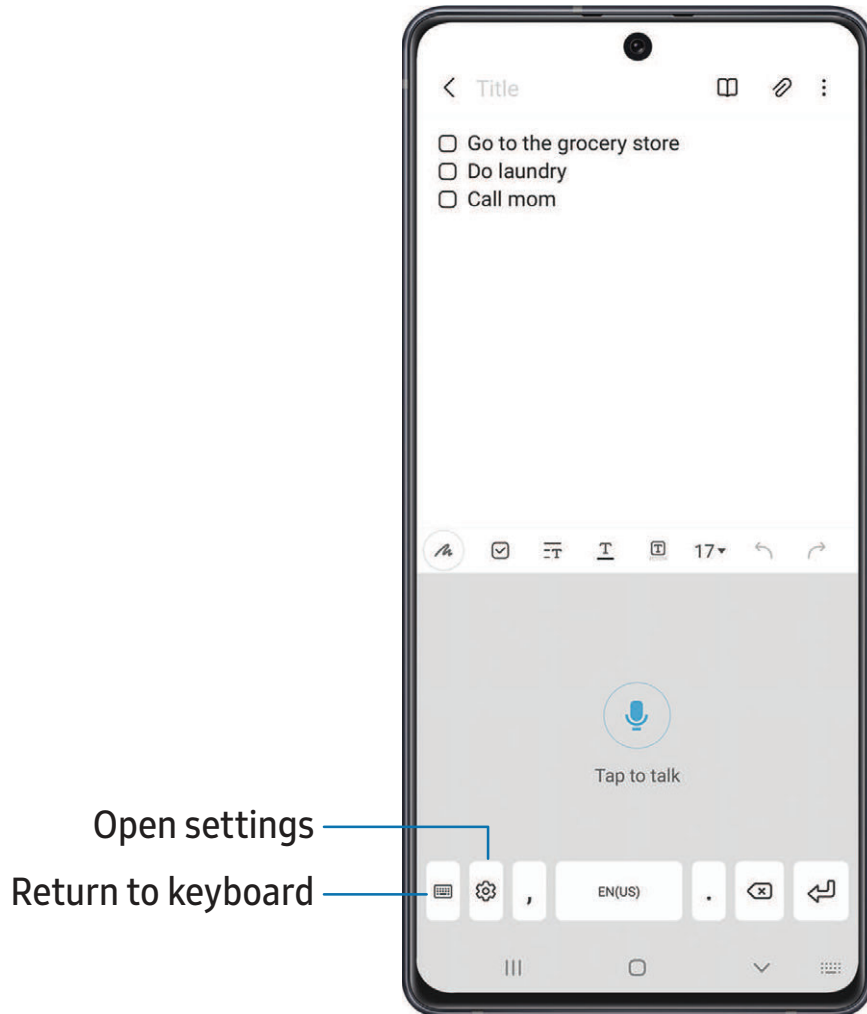 Title
Go to the grocery store
Do laundry
Call mom
17
Tap to talk
Open settings
Return to keyboard
, EN(US) .